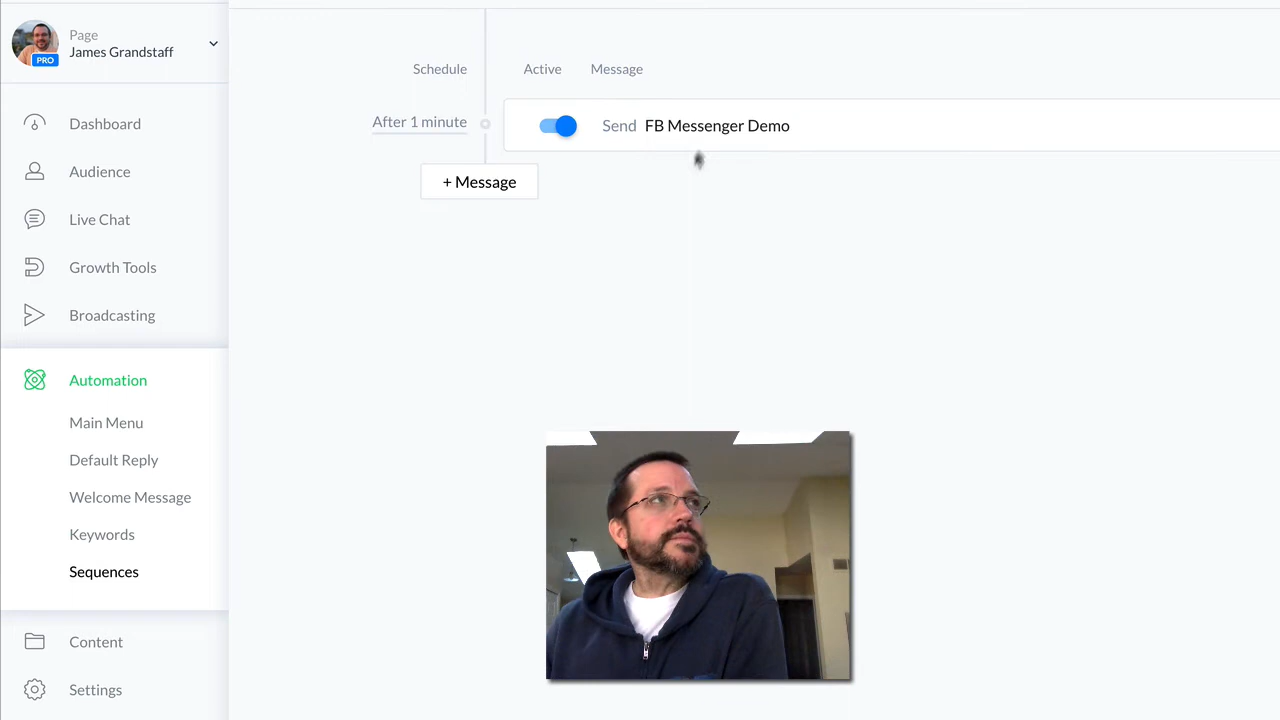 Page
James Grandstaff
PRO
Dashboard
Audience
Live Chat
Growth Tools
Broadcasting
Automation
Main Menu
Default Reply
Welcome Message
Keywords
Sequences
Content
Settings
Schedule Active Message
After 1 minute Send FB Messenger Demo
+ Message